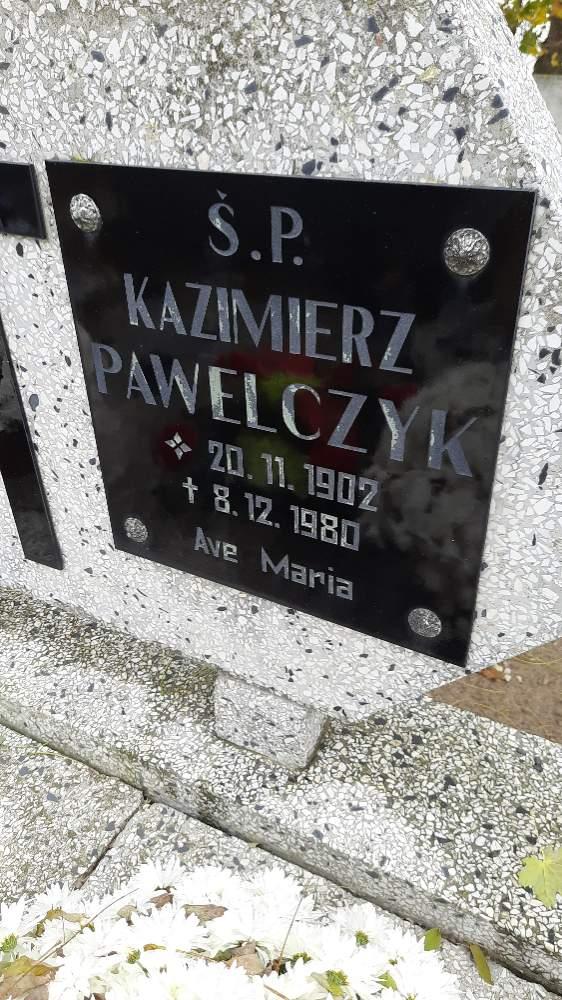 Ś.P.
KAZIMIERZ
PAWELCZYK
20.11.1902
8.12.1980
Ave Maria